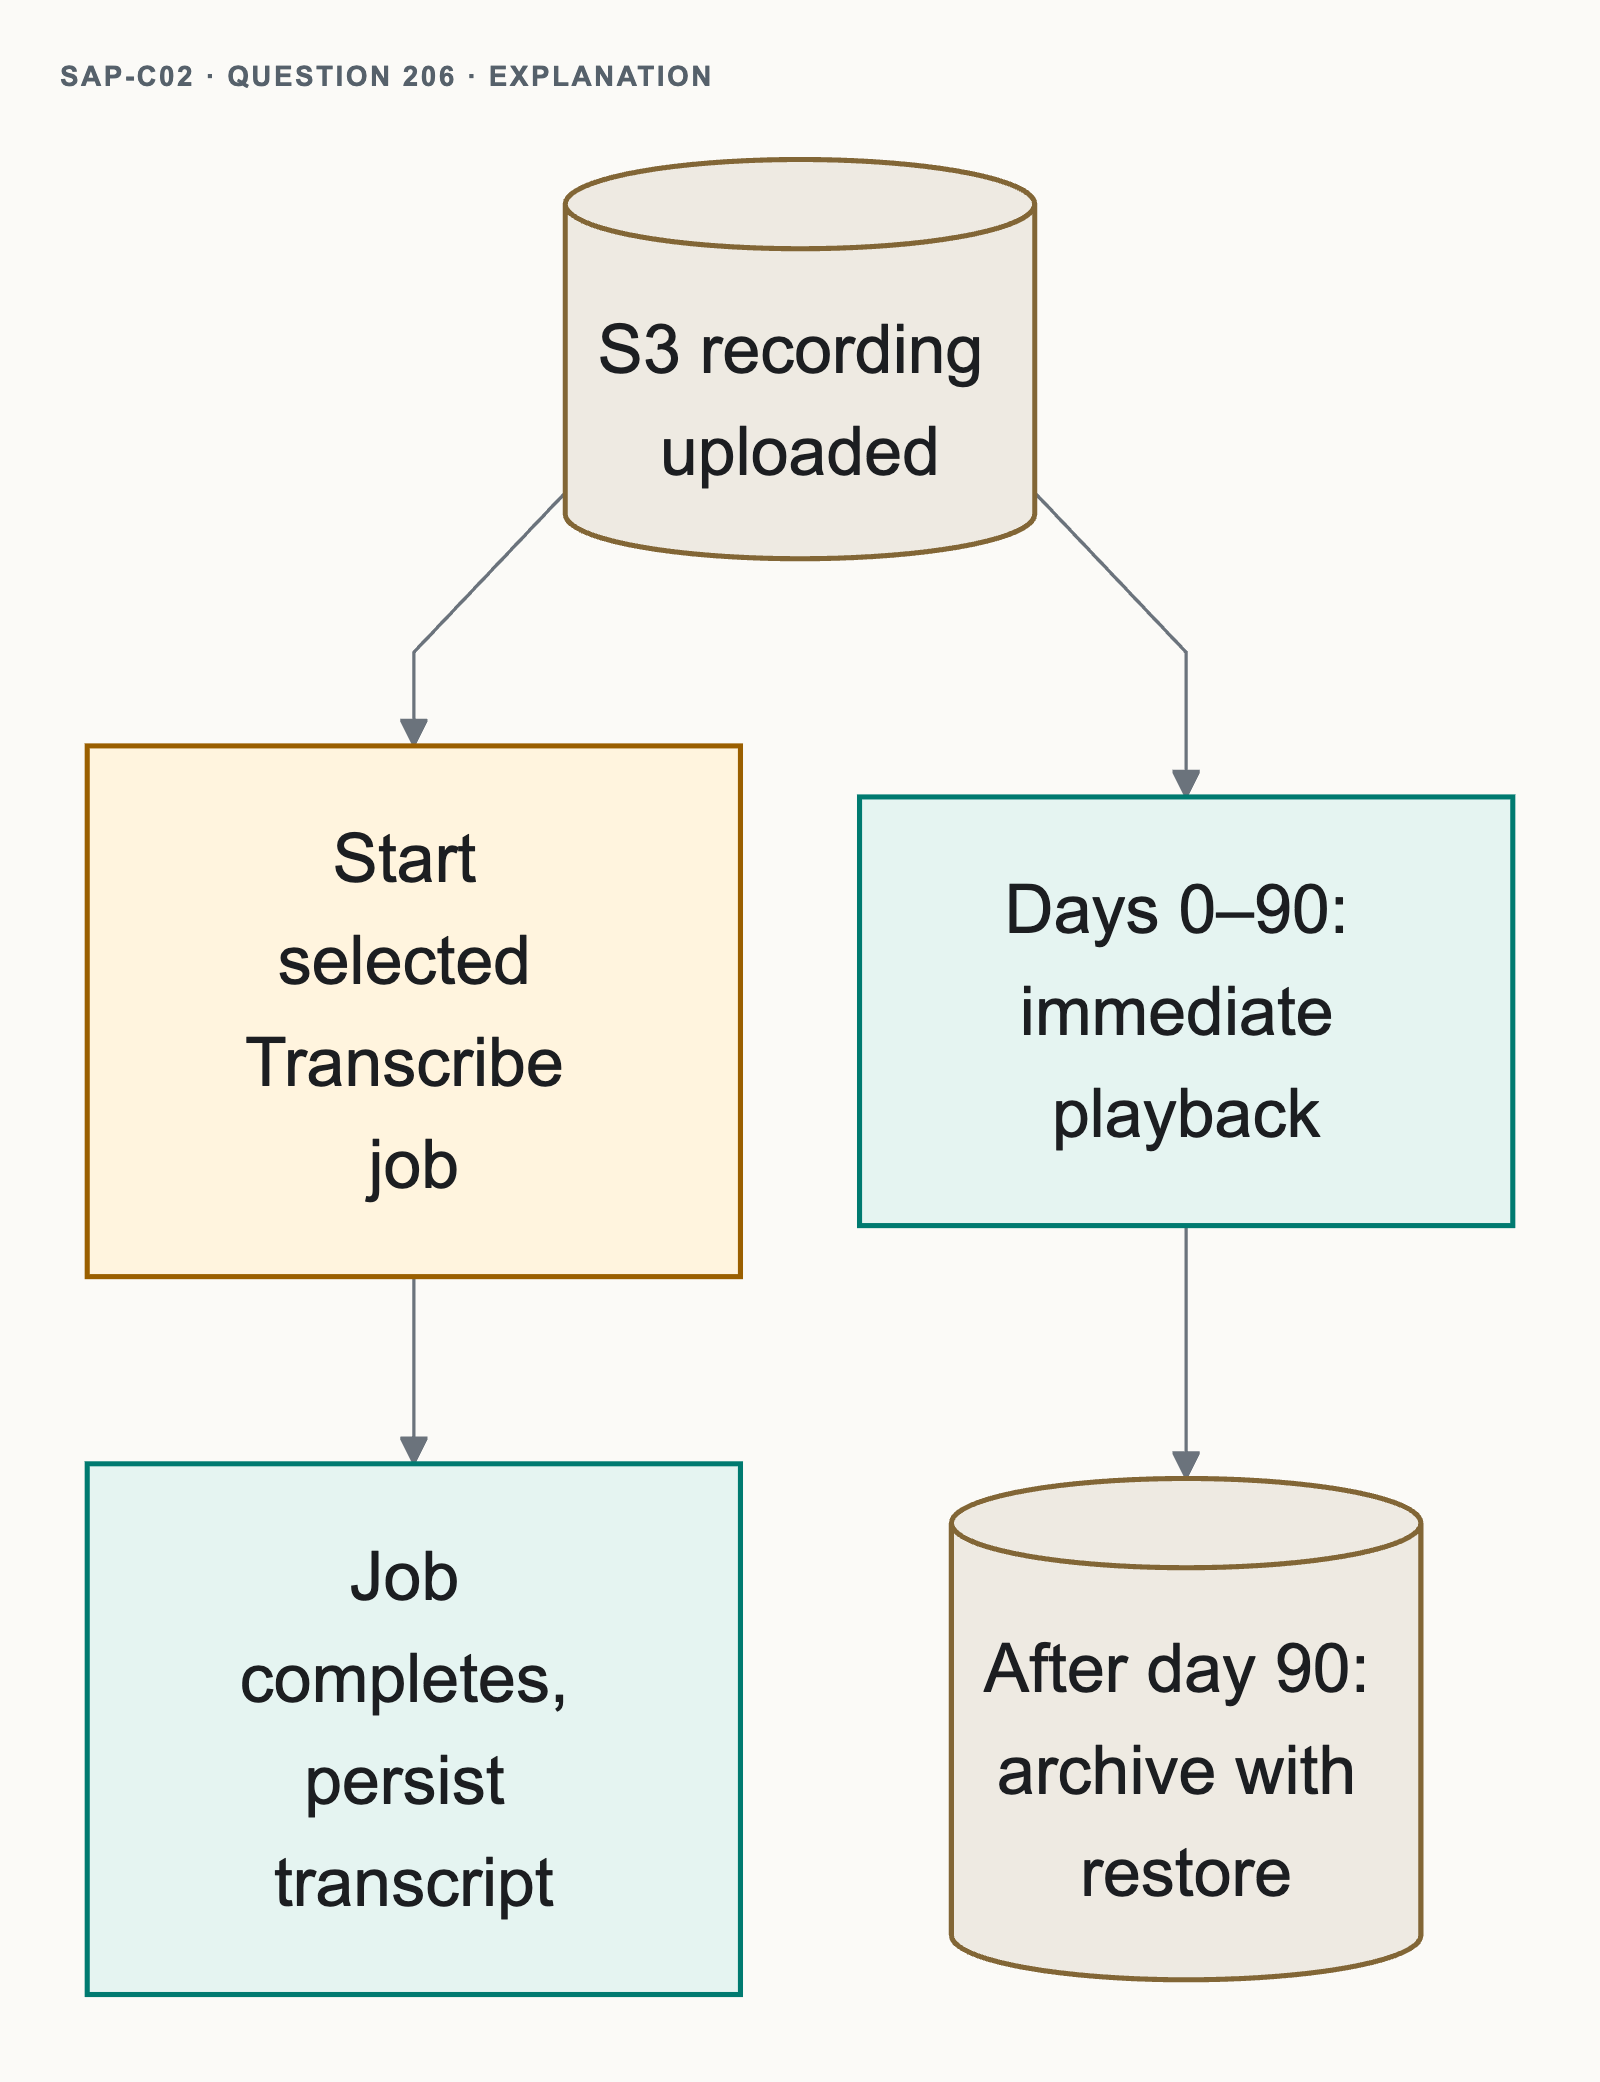 SAP-C02 · QUESTION 206 · EXPLANATION
S3 recording
uploaded
Start
selected
Transcribe
job
Days 0–90:
immediate
playback
Job
completes,
persist
transcript
After day 90:
archive with
restore